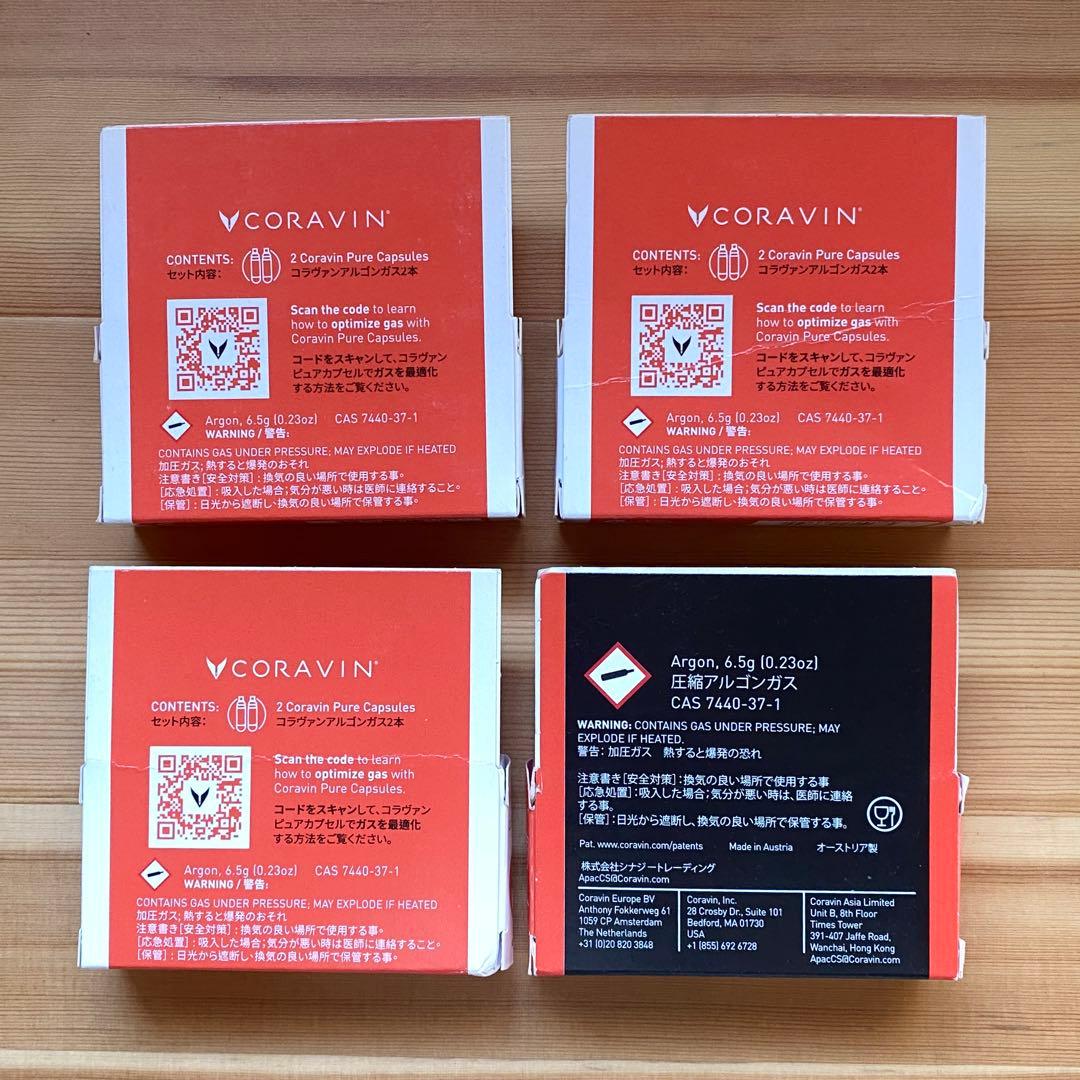 CORAVIN®
CONTENTS:
セット内容:
2 Coravin Pure Capsules
コラヴァンアルゴンガス2本
Scan the code to learn
how to optimize gas with
Coravin Pure Capsules.
コードをスキャンして、コラヴァン
ピュアカプセルでガスを最適化
する方法をご覧ください。
Argon, 6.5g (0.23oz) CAS 7440-37-1
WARNING / 警告:
CONTAINS GAS UNDER PRESSURE; MAY EXPLODE IF HEATED
加圧ガス; 熱すると爆発のおそれ
注意書き[安全対策]:換気の良い場所で使用する事。
[応急処置]:吸入した場合;気分が悪い時は医師に連絡すること。
[保管]:日光から遮断し、換気の良い場所で保管する事。
CORAVIN®
CONTENTS:
セット内容:
2 Coravin Pure Capsules
コラヴァンアルゴンガス2本
Scan the code to learn
how to optimize gas with
Coravin Pure Capsules.
コードをスキャンして、コラヴァン
ピュアカプセルでガスを最適化
する方法をご覧ください。
Argon, 6.5g (0.23oz) CAS 7440-37-1
WARNING / 警告:
CONTAINS GAS UNDER PRESSURE; MAY EXPLODE IF HEATED
加圧ガス; 熱すると爆発のおそれ
注意書き[安全対策]:換気の良い場所で使用する事。
[応急処置]:吸入した場合;気分が悪い時は医師に連絡すること。
[保管]:日光から遮断し、換気の良い場所で保管する事。
CORAVIN®
CONTENTS:
セット内容:
2 Coravin Pure Capsules
コラヴァンアルゴンガス2本
Scan the code to learn
how to optimize gas with
Coravin Pure Capsules.
コードをスキャンして、コラヴァン
ピュアカプセルでガスを最適化
する方法をご覧ください。
Argon, 6.5g (0.23oz) CAS 7440-37-1
WARNING / 警告:
CONTAINS GAS UNDER PRESSURE; MAY EXPLODE IF HEATED
加圧ガス; 熱すると爆発のおそれ
注意書き[安全対策]:換気の良い場所で使用する事。
[応急処置]:吸入した場合;気分が悪い時は医師に連絡すること。
[保管]:日光から遮断し、換気の良い場所で保管する事。
Argon, 6.5g (0.23oz)
圧縮アルゴンガス
CAS 7440-37-1
WARNING: CONTAINS GAS UNDER PRESSURE; MAY
EXPLODE IF HEATED.
警告: 加圧ガス 熱すると爆発の恐れ
注意書き[安全対策]:換気の良い場所で使用する事
[応急処置]:吸入した場合;気分が悪い時は、医師に連絡
する事。
[保管]:日光から遮断し、換気の良い場所で保管する事。
Pat. www.coravin.com/patents Made in Austria オーストリア製
株式会社シナジートレーディング
ApacCS@Coravin.com
Coravin Europe BV
Anthony Fokkerweg 61
1059 CP Amsterdam
The Netherlands
+31 (0)20 820 3848
Coravin, Inc.
28 Crosby Dr., Suite 101
Bedford, MA 01730
USA
+1 (855) 692 6728
Coravin Asia Limited
Unit B, 8th Floor
Times Tower
391-407 Jaffe Road,
Wanchai, Hong Kong
ApacCS@Coravin.com